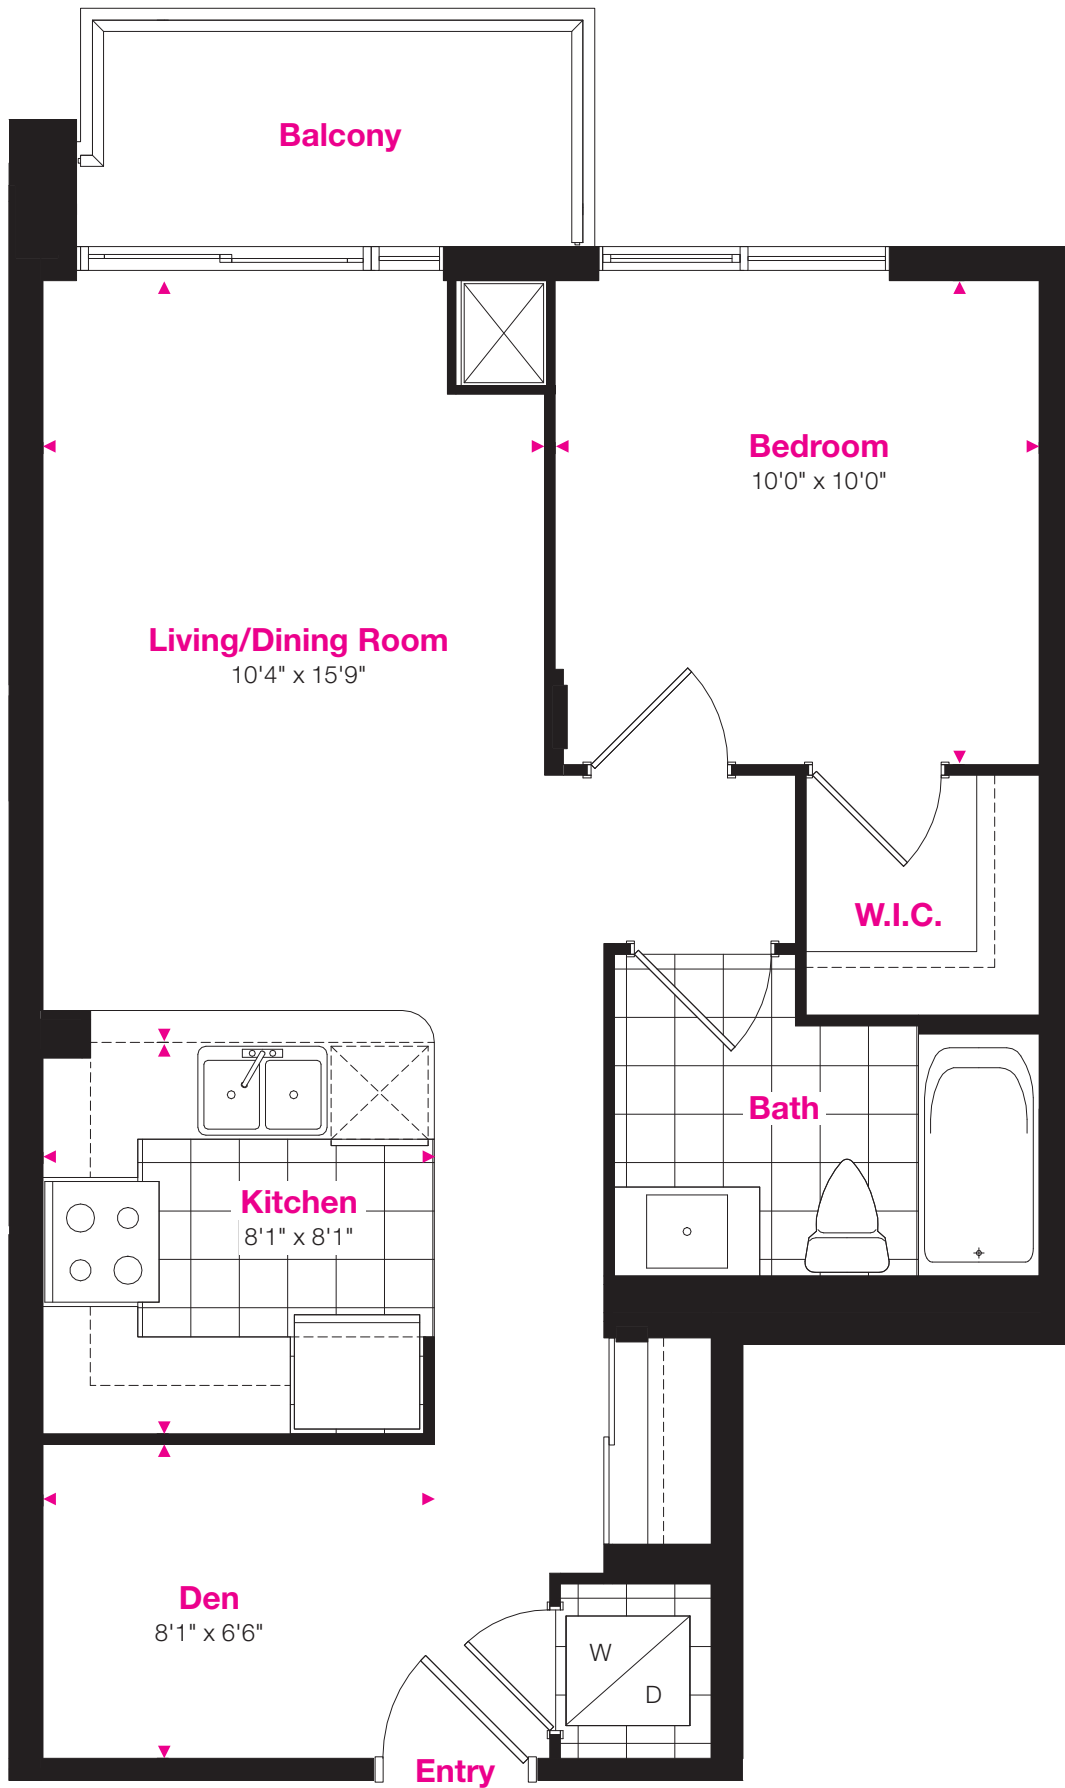 Balcony
Bedroom
10'0" x 10'0"
Living/Dining Room
10'4" x 15'9"
W.I.C.
Bath
Kitchen
8'1" x 8'1"
Den
8'1" x 6'6"
W
D
Entry